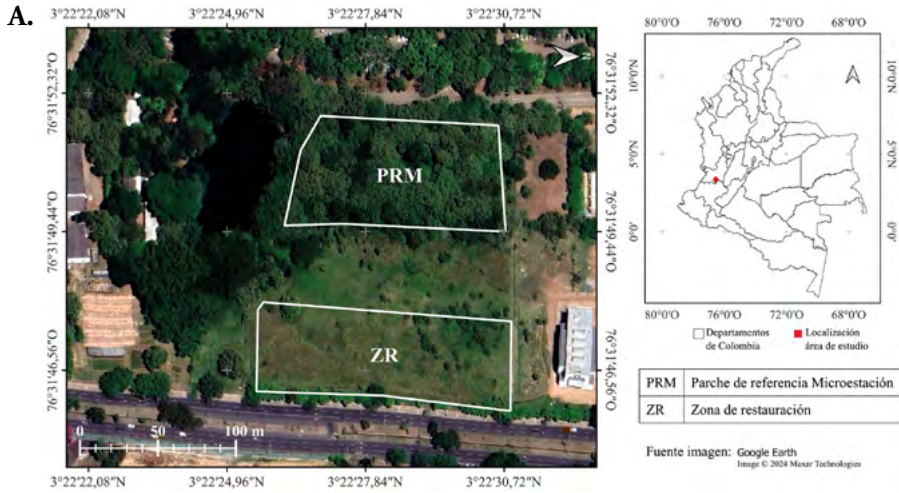 A.
3°22′22,08″N 3°22′24,96″N 3°22′27,84″N 3°22′30,72″N
76°31′52,32″O 76°31′52,32″O
N
PRM
76°31′49,44″O 76°31′49,44″O
ZR
76°31′46,56″O 76°31′46,56″O
0 50 100 m
3°22′22,08″N 3°22′24,96″N 3°22′27,84″N 3°22′30,72″N
80°0′O 76°0′O 72°0′O 68°0′O
10°0′N 10°0′N
5°0′N 5°0′N
0°0′ 0°0′
80°0′O 76°0′O 72°0′O 68°0′O
Departamentos
de Colombia
Localización
área de estudio
PRM Parche de referencia Microestación
ZR Zona de restauración
Fuente imagen: Google Earth
Image © 2024 Maxar Technologies